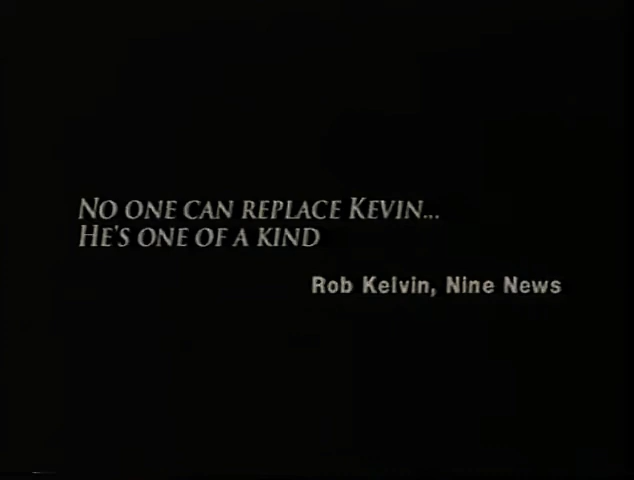 NO ONE CAN REPLACE KEVIN...
HE'S ONE OF A KIND
Rob Kelvin, Nine News